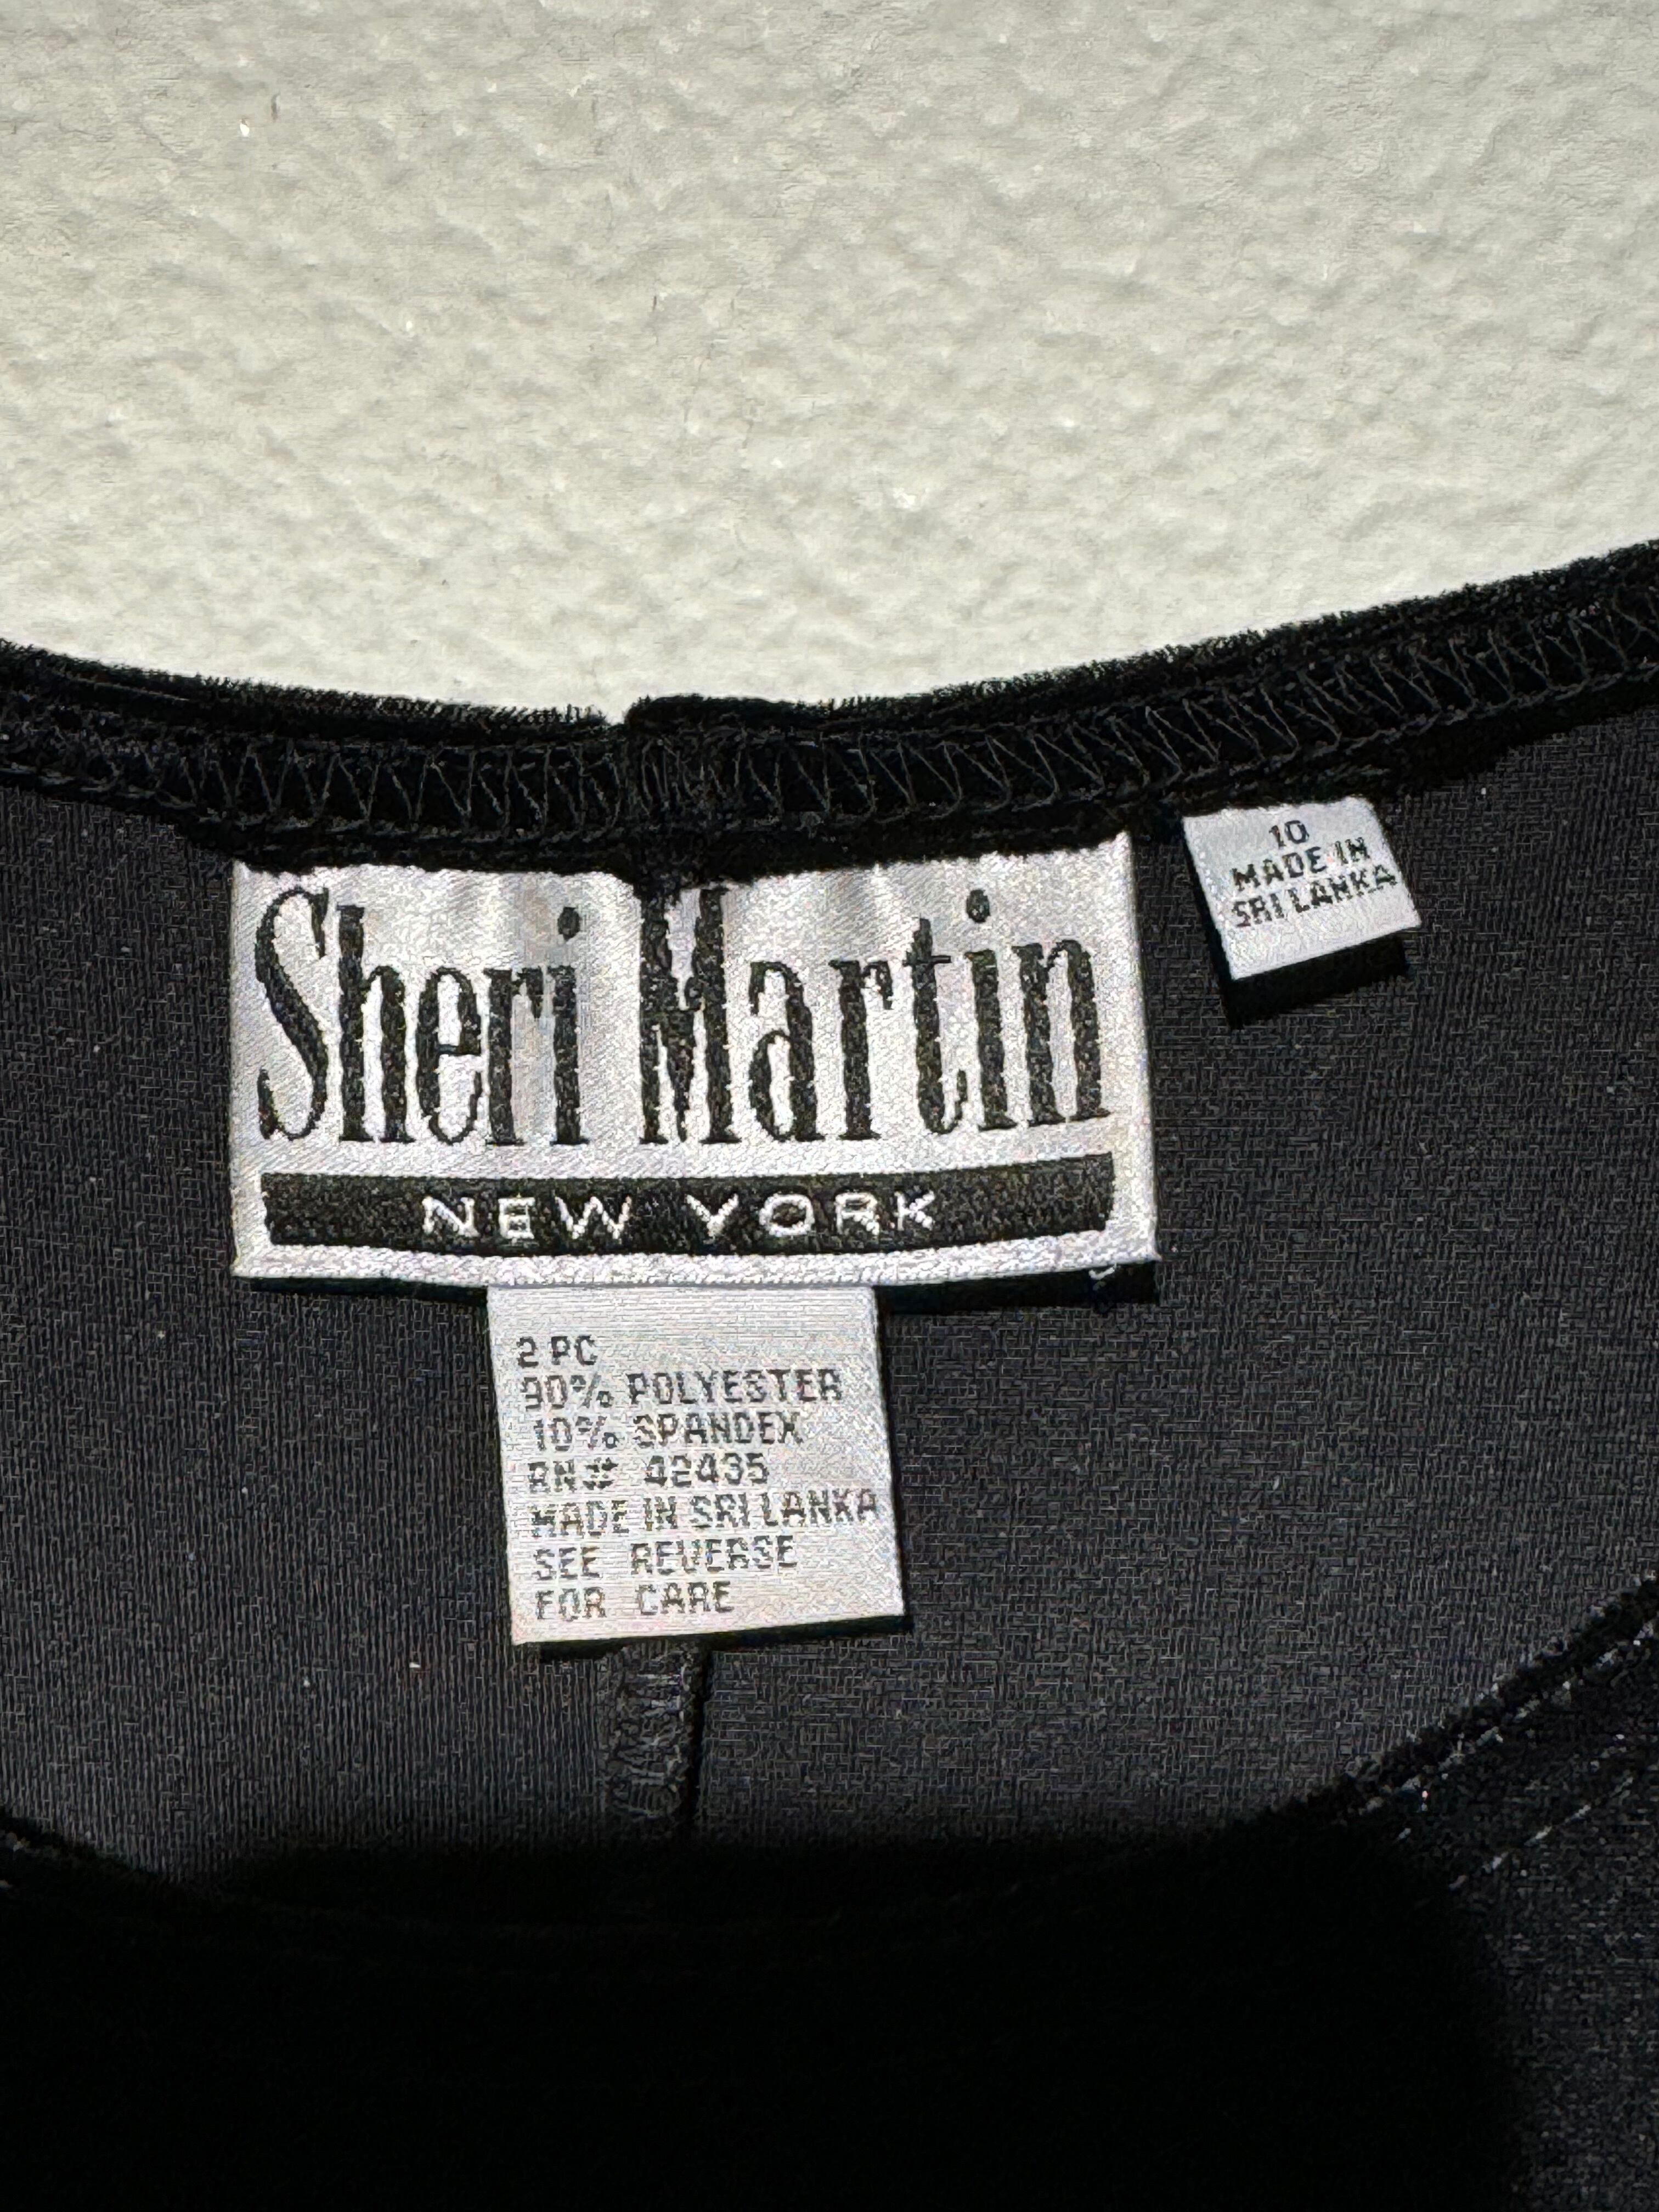 Sheri Martin
NEW YORK
10
MADE IN
SRI LANKA
2 PC
90% POLYESTER
10% SPANDEX
RN# 42435
MADE IN SRI LANKA
SEE REVERSE
FOR CARE